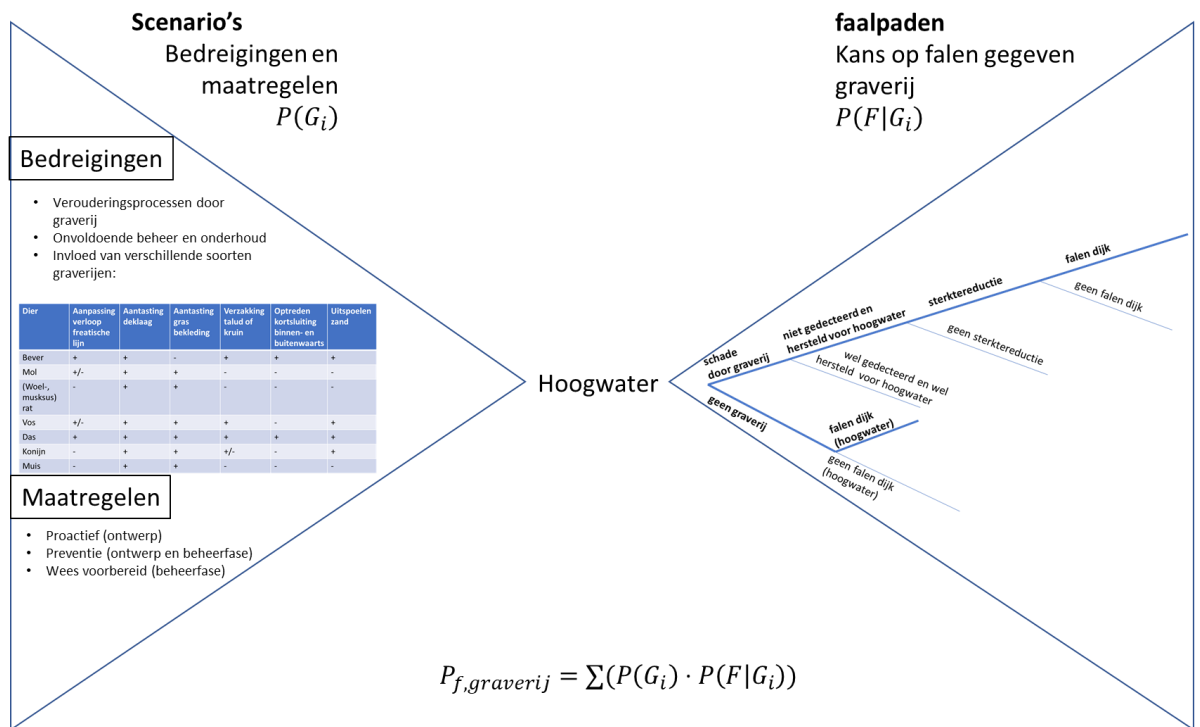 Scenario’s
Bedreigingen en
maatregelen
P(Gᵢ)
Bedreigingen
• Verouderingsprocessen door
graverij
• Onvoldoende beheer en onderhoud
• Invloed van verschillende soorten
graverijen:
Dier | Aanpassing verloop freatische lijn | Aantasting deklaag | Aantasting gras bekleding | Verzakking talud of kruin | Optreden kortsluiting binnen- en buitenwaarts | Uitspoelen zand
Bever | + | + | - | + | + | +
Mol | +/- | + | + | - | - | -
(Woel-, musksus) rat | - | + | + | - | - | -
Vos | +/- | + | + | + | - | +
Das | + | + | + | + | + | +
Konijn | - | + | + | +/- | - | +
Muis | - | + | + | - | - | -
Maatregelen
• Proactief (ontwerp)
• Preventie (ontwerp en beheerfase)
• Wees voorbereid (beheerfase)
Hoogwater
faalpaden
Kans op falen gegeven
graverij
P(F|Gᵢ)
schade
door graverij
niet gedecteerd en
hersteld voor hoogwater
sterktereductie
falen dijk
geen falen dijk
geen sterktereductie
wel gedecteerd en wel
hersteld voor hoogwater
geen graverij
falen dijk
(hoogwater)
geen falen dijk
(hoogwater)
P_{f,graverij} = ∑(P(Gᵢ) · P(F|Gᵢ))